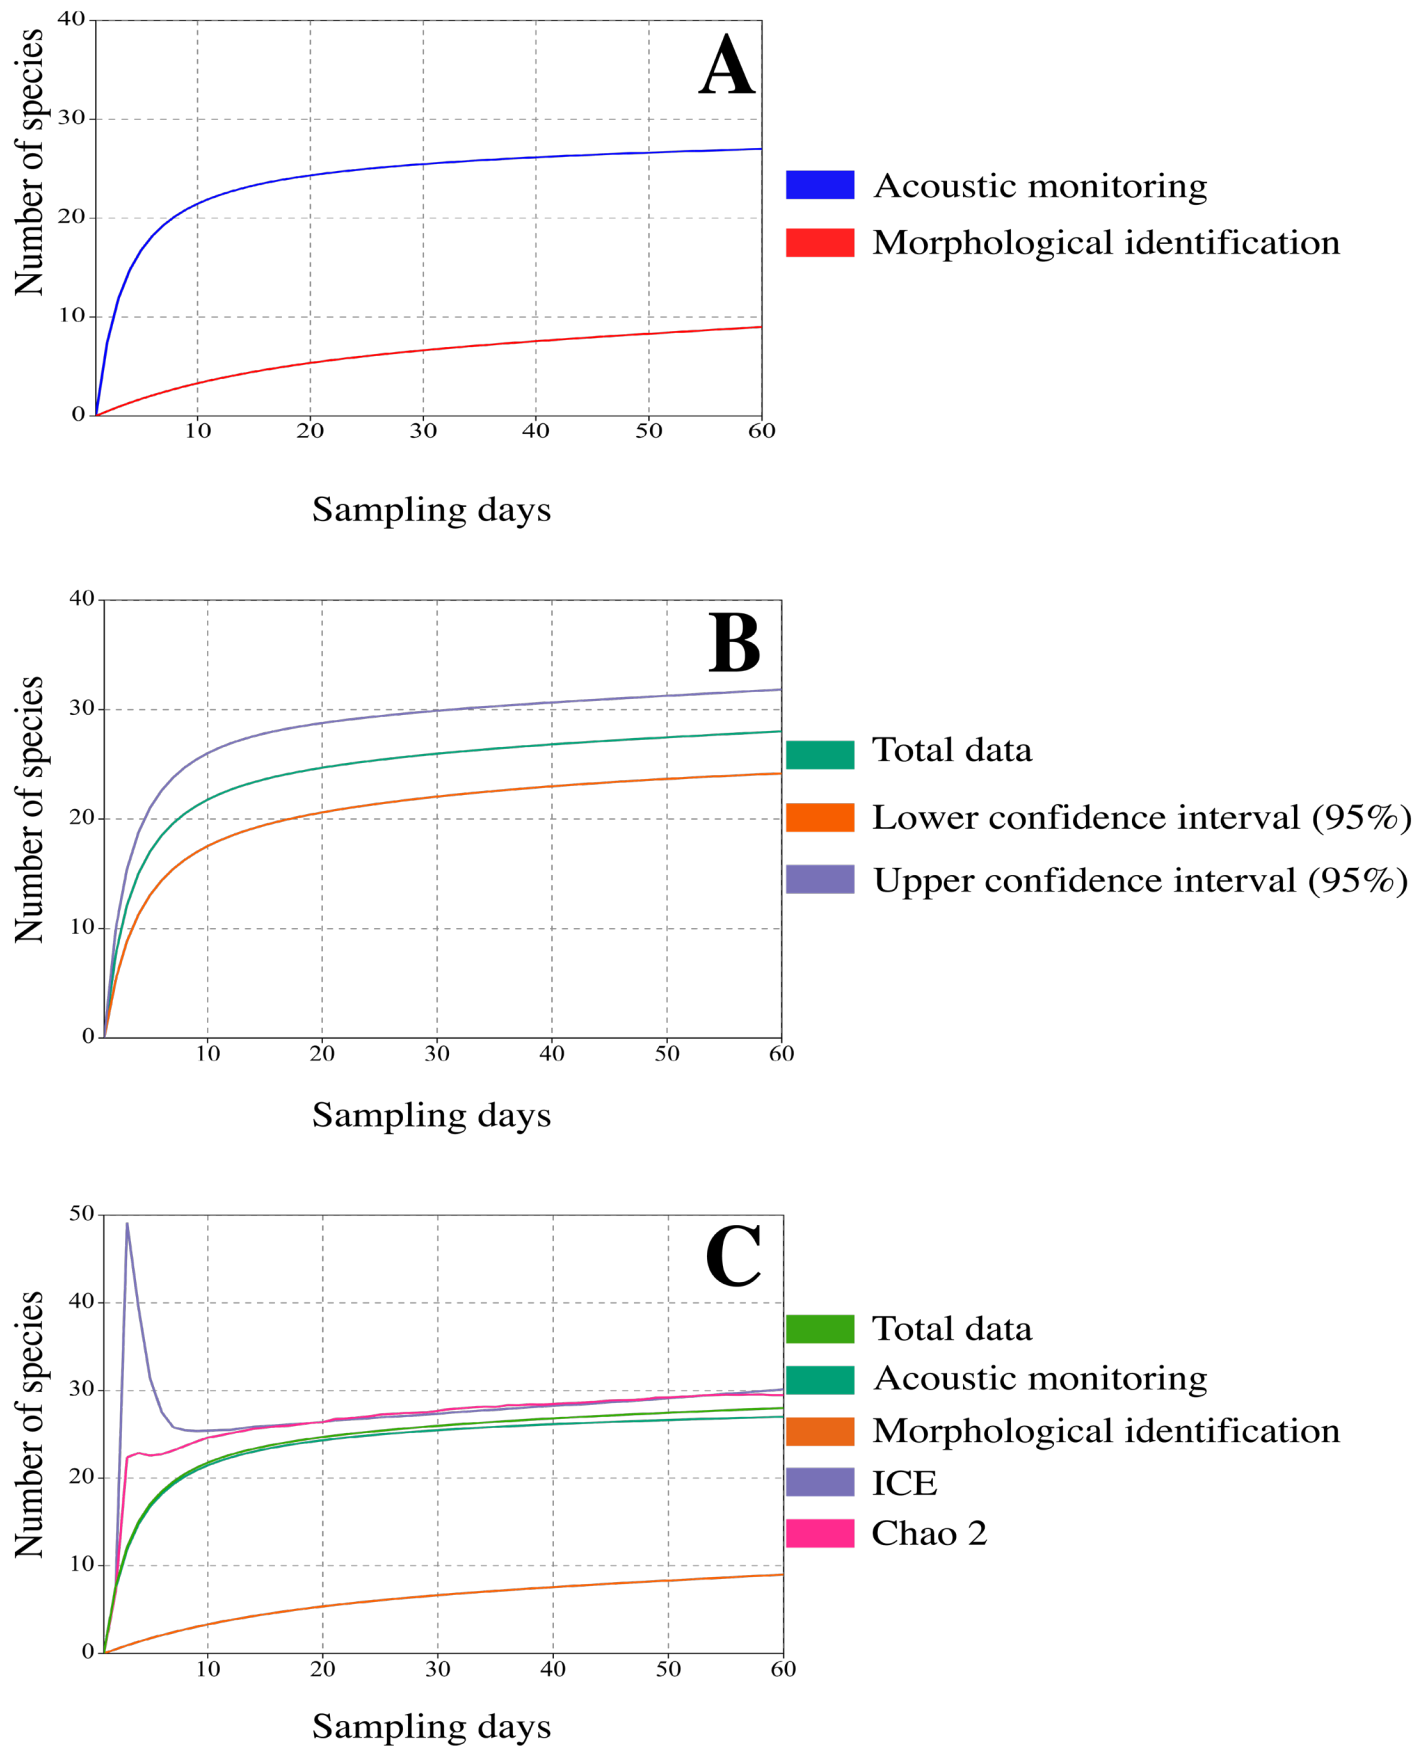 A
Number of species
40
30
20
10
0
10 20 30 40 50 60
Sampling days
Acoustic monitoring
Morphological identification
B
Number of species
40
30
20
10
0
10 20 30 40 50 60
Sampling days
Total data
Lower confidence interval (95%)
Upper confidence interval (95%)
C
Number of species
50
40
30
20
10
0
10 20 30 40 50 60
Sampling days
Total data
Acoustic monitoring
Morphological identification
ICE
Chao 2